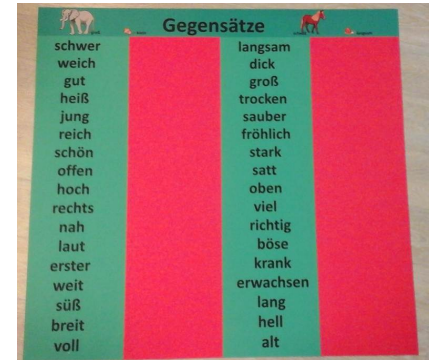 Gegensätze
schwer
weich
gut
heiß
jung
reich
schön
offen
hoch
rechts
nah
laut
erster
weit
süß
breit
voll
langsam
dick
groß
trocken
sauber
fröhlich
stark
satt
oben
viel
richtig
böse
krank
erwachsen
lang
hell
alt